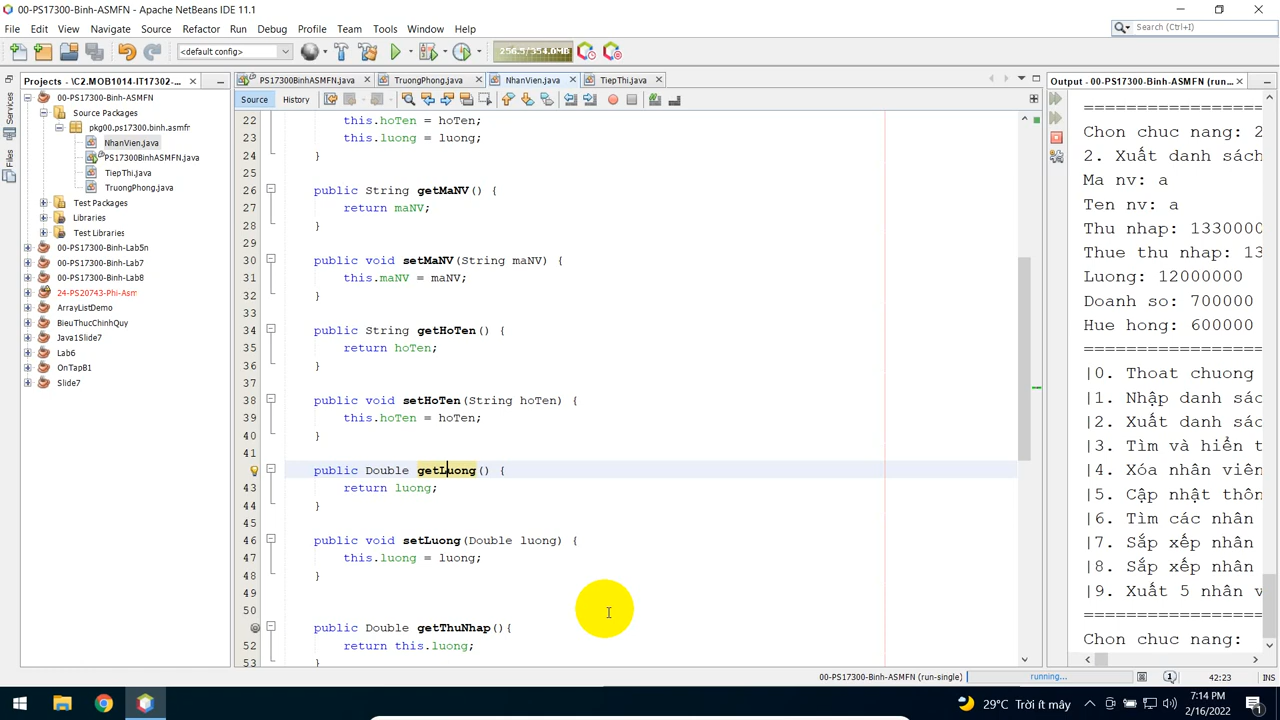 00-PS17300-Binh-ASMFN - Apache NetBeans IDE 11.1
File Edit View Navigate Source Refactor Run Debug Profile Team Tools Window Help
Search (Ctrl+I)
<default config>
256.5/354.0MB
Projects - \C2.MOB1014-IT17302-...
PS17300BinhASMFN.java TruongPhong.java NhanVien.java TiepThi.java
Output - 00-PS17300-Binh-ASMFN (run...
Services
Files
00-PS17300-Binh-ASMFN
Source Packages
pkg00.ps17300.binh.asmfn
NhanVien.java
PS17300BinhASMFN.java
TiepThi.java
TruongPhong.java
Test Packages
Libraries
Test Libraries
00-PS17300-Binh-Lab5n
00-PS17300-Binh-Lab7
00-PS17300-Binh-Lab8
24-PS20743-Phi-Asm
ArrayListDemo
BieuThucChinhQuy
Java1Slide7
Lab6
OnTapB1
Slide7
Source History
22 this.hoTen = hoTen;
23 this.luong = luong;
24 }
25
26 public String getMaNV() {
27 return maNV;
28 }
29
30 public void setMaNV(String maNV) {
31 this.maNV = maNV;
32 }
33
34 public String getHoTen() {
35 return hoTen;
36 }
37
38 public void setHoTen(String hoTen) {
39 this.hoTen = hoTen;
40 }
41
42 public Double getLuong() {
43 return luong;
44 }
45
46 public void setLuong(Double luong) {
47 this.luong = luong;
48 }
49
50
public Double getThuNhap(){
52 return this.luong;
53 }
==================
Chon chuc nang: 2
2. Xuất danh sách
Ma nv: a
Ten nv: a
Thu nhap: 1330000
Thue thu nhap: 13
Luong: 12000000
Doanh so: 700000
Hue hong: 600000
==================
|0. Thoat chuong
|1. Nhập danh sác
|2. Xuất danh sác
|3. Tìm và hiển t
|4. Xóa nhân viên
|5. Cập nhật thôn
|6. Tìm các nhân
|7. Sắp xếp nhân
|8. Sắp xếp nhân
|9. Xuất 5 nhân v
==================
Chon chuc nang:
00-PS17300-Binh-ASMFN (run-single) running... 1 42:23 INS
29°C Trời ít mây
7:14 PM
2/16/2022
1